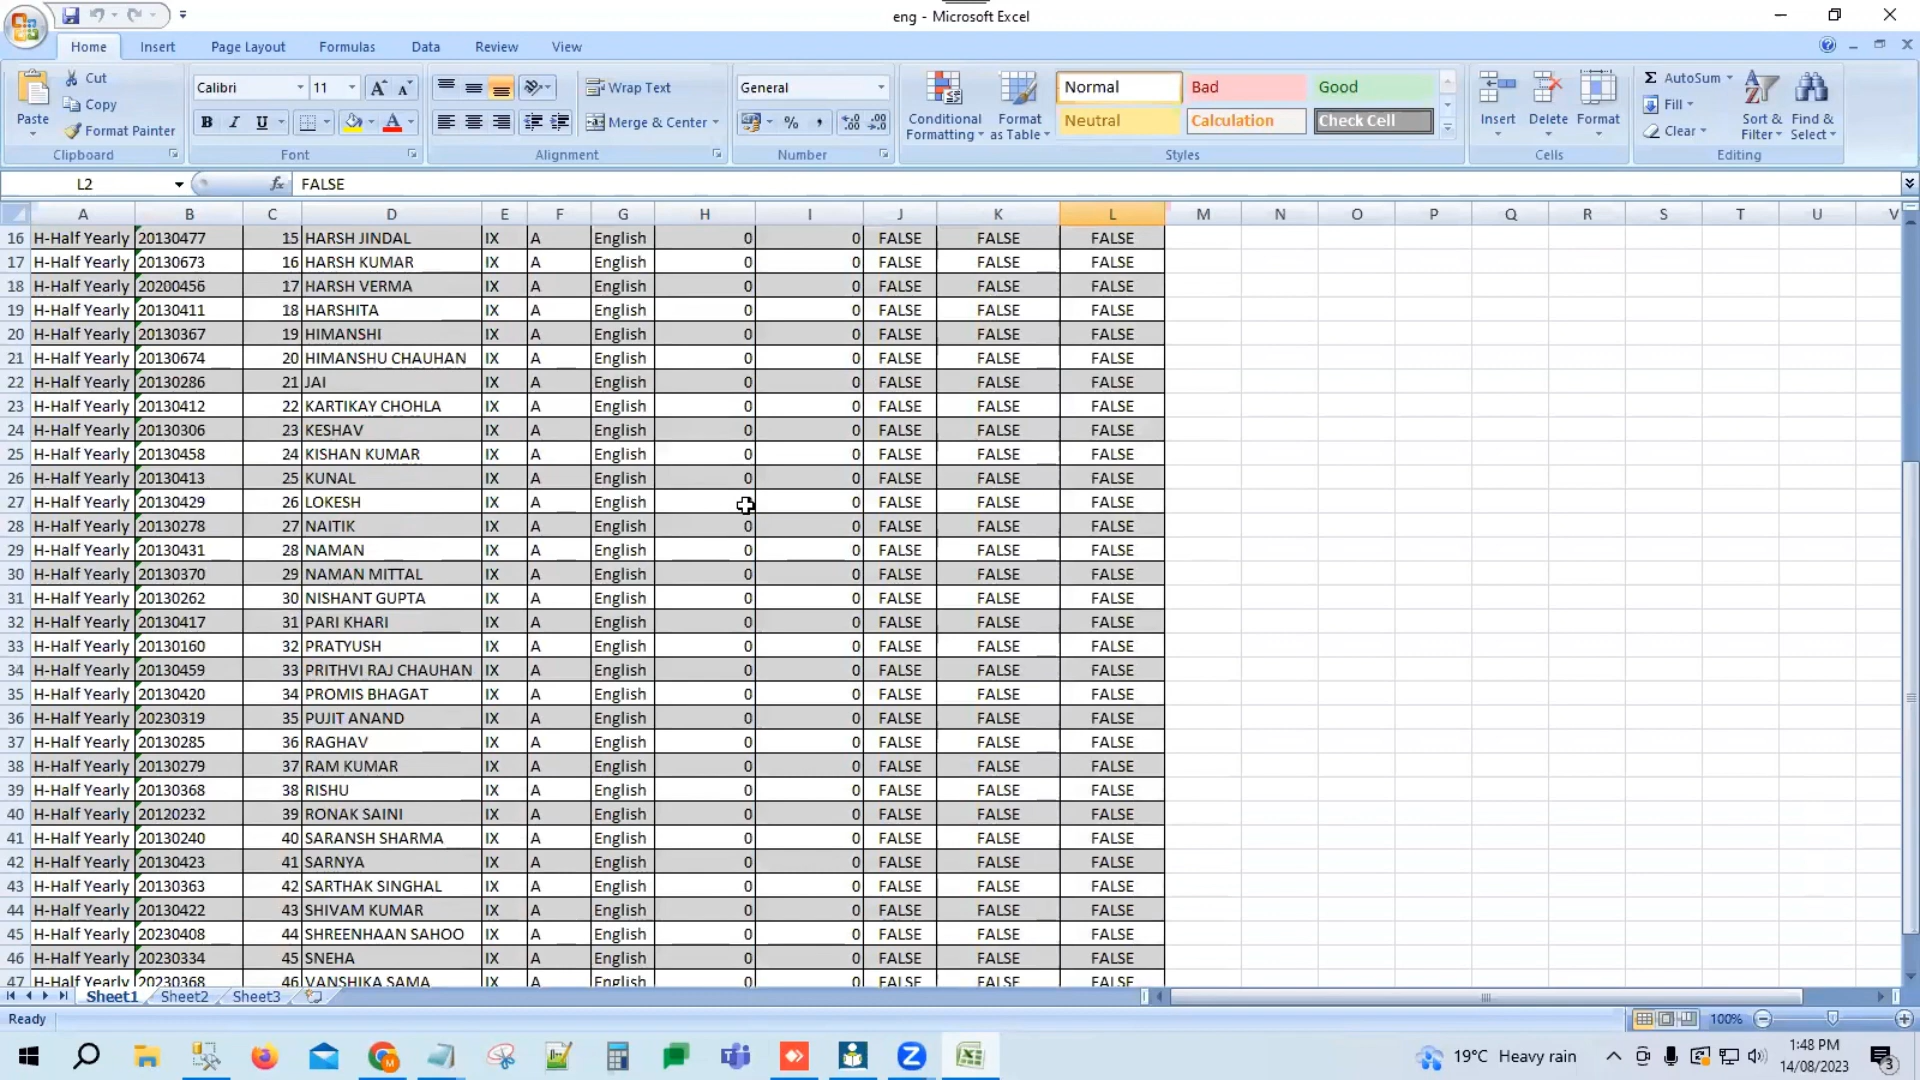 eng - Microsoft Excel
Home Insert Page Layout Formulas Data Review View
Paste
Cut
Copy
Format Painter
Clipboard
Calibri 11
B I U
Font
Wrap Text
Merge & Center
Alignment
General
% ,
Number
Conditional Formatting
Format as Table
Normal Bad Good
Neutral Calculation Check Cell
Styles
Insert Delete Format
Cells
AutoSum
Fill
Clear
Sort & Filter
Find & Select
Editing
L2 fx FALSE
A B C D E F G H I J K L M N O P Q R S T U V
16 H-Half Yearly 20130477 15 HARSH JINDAL IX A English 0 0 FALSE FALSE FALSE
17 H-Half Yearly 20130673 16 HARSH KUMAR IX A English 0 0 FALSE FALSE FALSE
18 H-Half Yearly 20200456 17 HARSH VERMA IX A English 0 0 FALSE FALSE FALSE
19 H-Half Yearly 20130411 18 HARSHITA IX A English 0 0 FALSE FALSE FALSE
20 H-Half Yearly 20130367 19 HIMANSHI IX A English 0 0 FALSE FALSE FALSE
21 H-Half Yearly 20130674 20 HIMANSHU CHAUHAN IX A English 0 0 FALSE FALSE FALSE
22 H-Half Yearly 20130286 21 JAI IX A English 0 0 FALSE FALSE FALSE
23 H-Half Yearly 20130412 22 KARTIKAY CHOHLA IX A English 0 0 FALSE FALSE FALSE
24 H-Half Yearly 20130306 23 KESHAV IX A English 0 0 FALSE FALSE FALSE
25 H-Half Yearly 20130458 24 KISHAN KUMAR IX A English 0 0 FALSE FALSE FALSE
26 H-Half Yearly 20130413 25 KUNAL IX A English 0 0 FALSE FALSE FALSE
27 H-Half Yearly 20130429 26 LOKESH IX A English 0 0 FALSE FALSE FALSE
28 H-Half Yearly 20130278 27 NAITIK IX A English 0 0 FALSE FALSE FALSE
29 H-Half Yearly 20130431 28 NAMAN IX A English 0 0 FALSE FALSE FALSE
30 H-Half Yearly 20130370 29 NAMAN MITTAL IX A English 0 0 FALSE FALSE FALSE
31 H-Half Yearly 20130262 30 NISHANT GUPTA IX A English 0 0 FALSE FALSE FALSE
32 H-Half Yearly 20130417 31 PARI KHARI IX A English 0 0 FALSE FALSE FALSE
33 H-Half Yearly 20130160 32 PRATYUSH IX A English 0 0 FALSE FALSE FALSE
34 H-Half Yearly 20130459 33 PRITHVI RAJ CHAUHAN IX A English 0 0 FALSE FALSE FALSE
35 H-Half Yearly 20130420 34 PROMIS BHAGAT IX A English 0 0 FALSE FALSE FALSE
36 H-Half Yearly 20230319 35 PUJIT ANAND IX A English 0 0 FALSE FALSE FALSE
37 H-Half Yearly 20130285 36 RAGHAV IX A English 0 0 FALSE FALSE FALSE
38 H-Half Yearly 20130279 37 RAM KUMAR IX A English 0 0 FALSE FALSE FALSE
39 H-Half Yearly 20130368 38 RISHU IX A English 0 0 FALSE FALSE FALSE
40 H-Half Yearly 20120232 39 RONAK SAINI IX A English 0 0 FALSE FALSE FALSE
41 H-Half Yearly 20130240 40 SARANSH SHARMA IX A English 0 0 FALSE FALSE FALSE
42 H-Half Yearly 20130423 41 SARNYA IX A English 0 0 FALSE FALSE FALSE
43 H-Half Yearly 20130363 42 SARTHAK SINGHAL IX A English 0 0 FALSE FALSE FALSE
44 H-Half Yearly 20130422 43 SHIVAM KUMAR IX A English 0 0 FALSE FALSE FALSE
45 H-Half Yearly 20230408 44 SHREENHAAN SAHOO IX A English 0 0 FALSE FALSE FALSE
46 H-Half Yearly 20230334 45 SNEHA IX A English 0 0 FALSE FALSE FALSE
47 H-Half Yearly 20230368 46 VANSHIKA SAMA IX A English 0 0 FALSE FALSE FALSE
Sheet1 Sheet2 Sheet3
Ready 100%
19°C Heavy rain
1:48 PM
14/08/2023
3